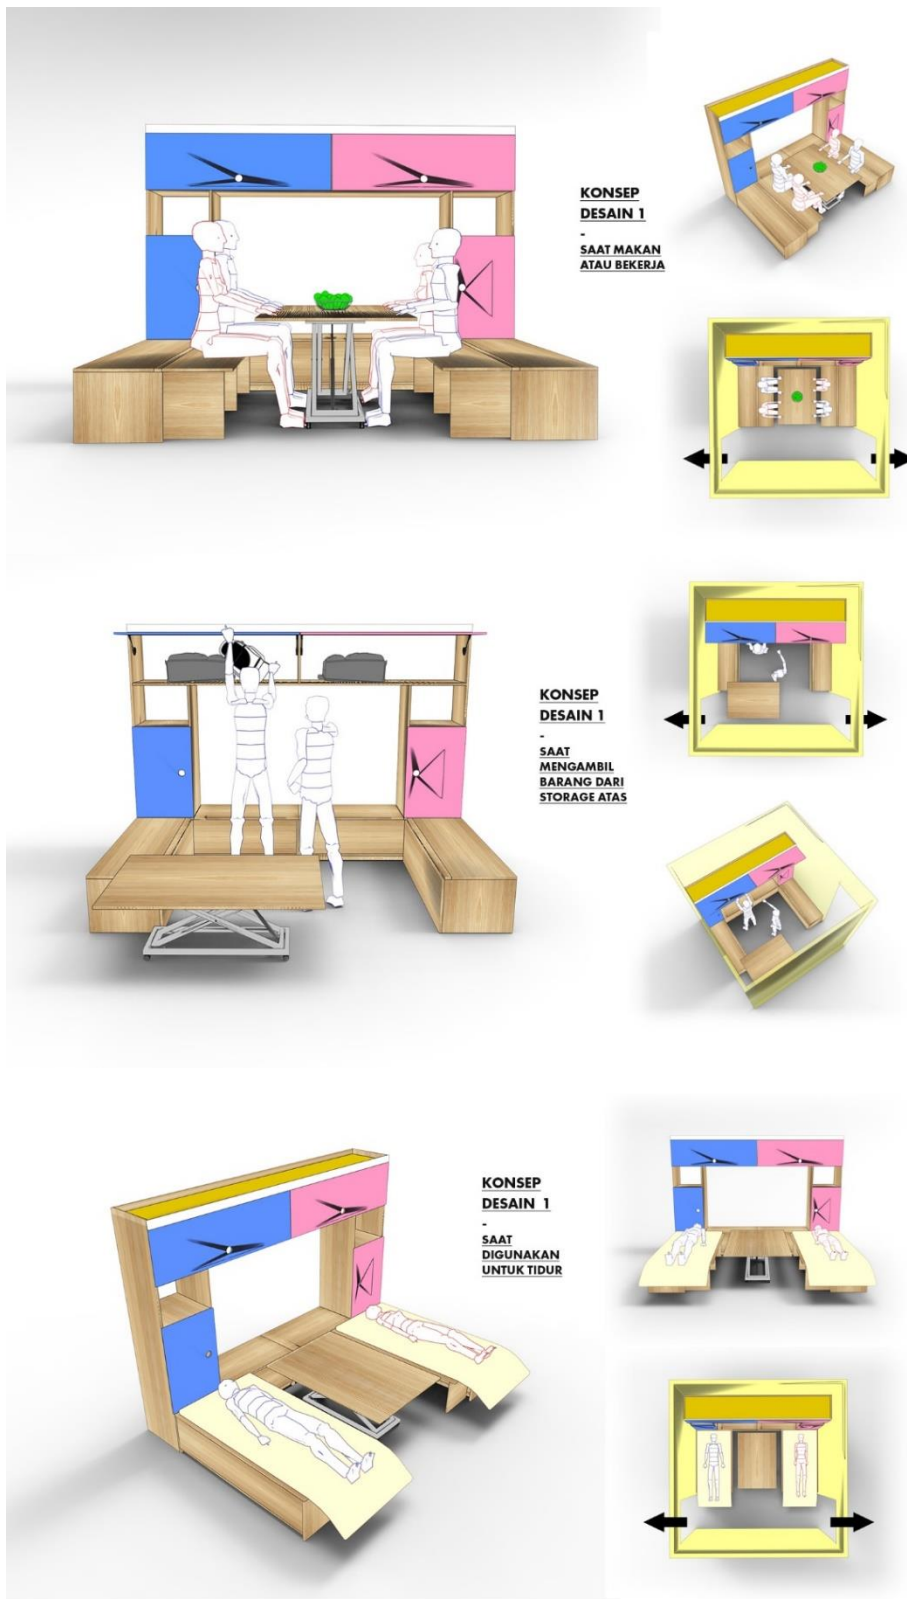 KONSEP
DESAIN 1
-
SAAT MAKAN
ATAU BEKERJA
KONSEP
DESAIN 1
-
SAAT
MENGAMBIL
BARANG DARI
STORAGE ATAS
KONSEP
DESAIN 1
-
SAAT
DIGUNAKAN
UNTUK TIDUR